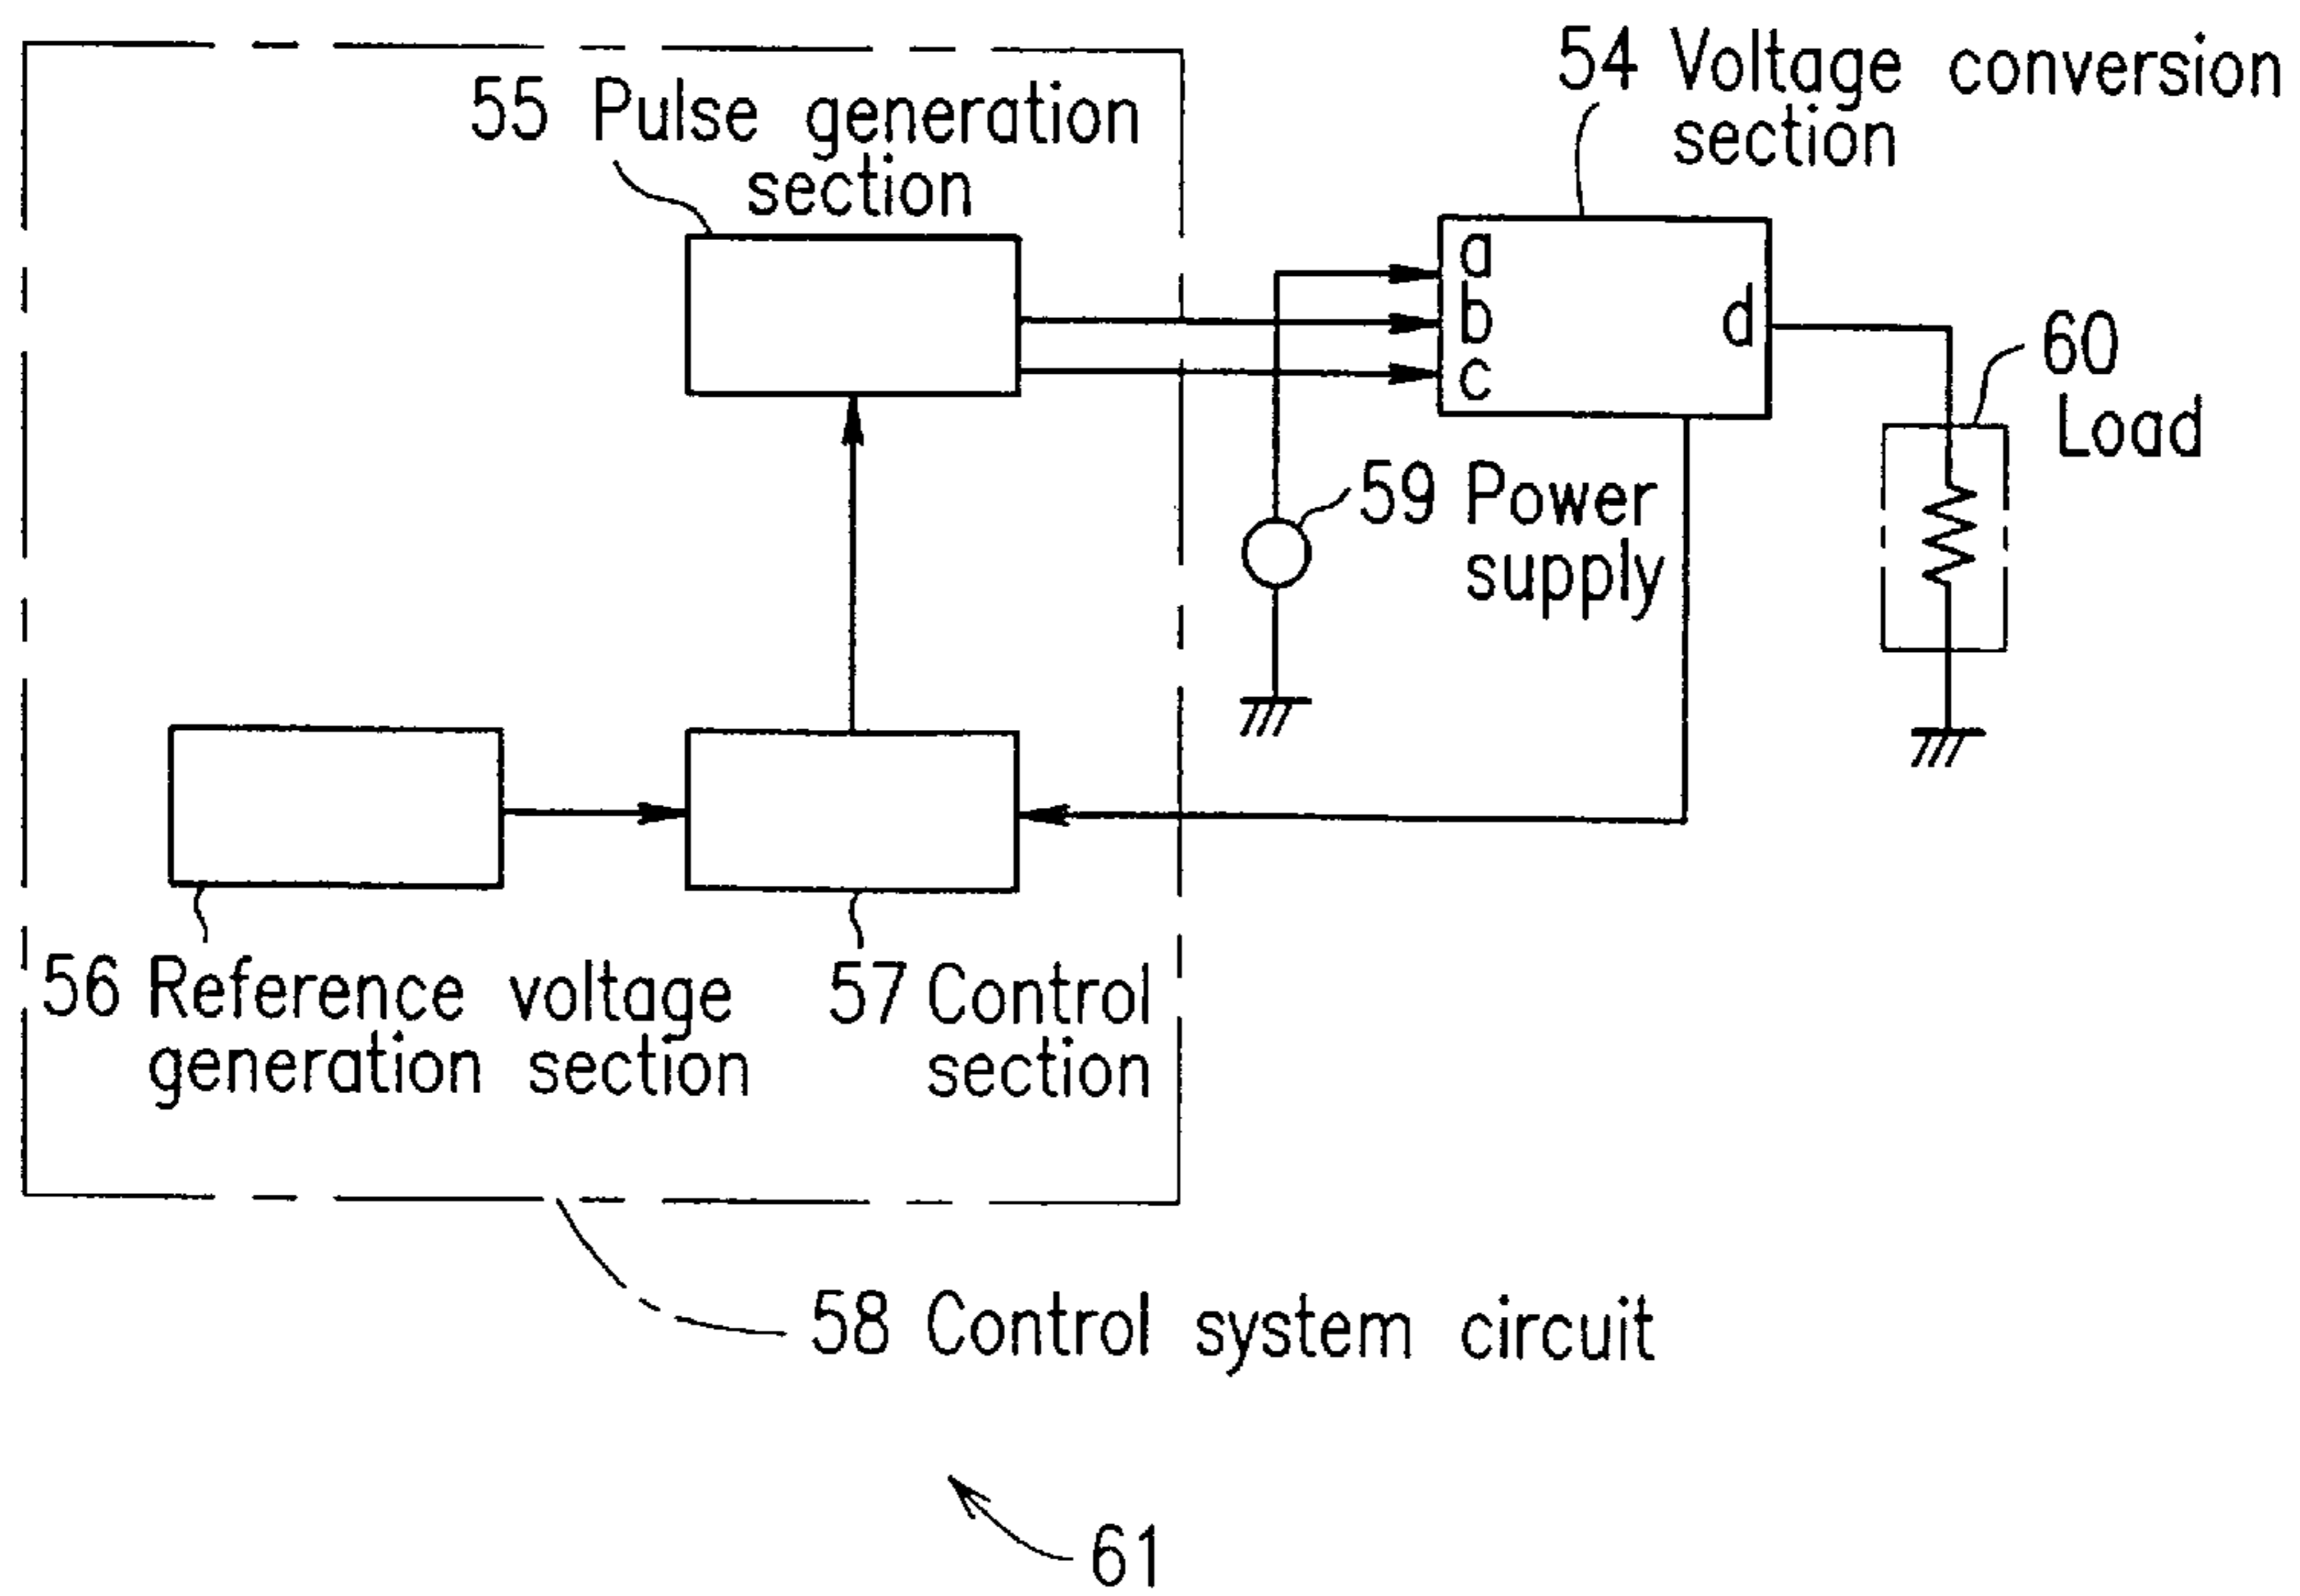 54 Voltage conversion
section
55 Pulse generation
section
a
b
c
d
60
Load
59 Power
supply
56 Reference voltage
generation section
57 Control
section
58 Control system circuit
61